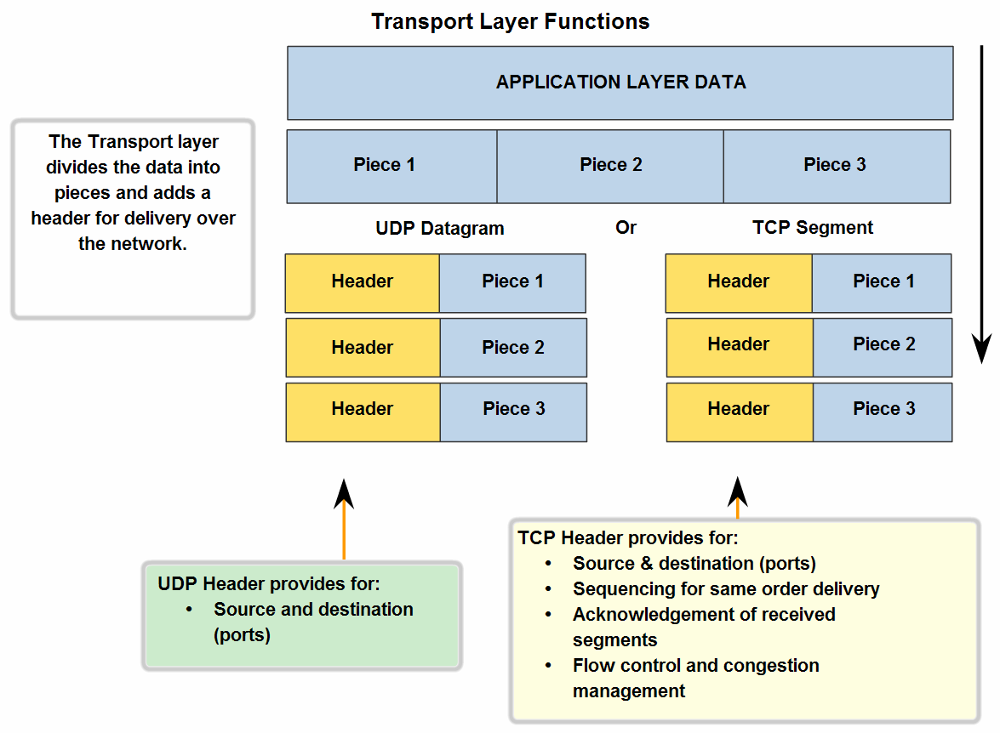 Transport Layer Functions
APPLICATION LAYER DATA
The Transport layer
divides the data into
pieces and adds a
header for delivery over
the network.
Piece 1
Piece 2
Piece 3
UDP Datagram
Or
TCP Segment
Header
Piece 1
Header
Piece 2
Header
Piece 3
Header
Piece 1
Header
Piece 2
Header
Piece 3
UDP Header provides for:
• Source and destination
(ports)
TCP Header provides for:
• Source & destination (ports)
• Sequencing for same order delivery
• Acknowledgement of received
segments
• Flow control and congestion
management